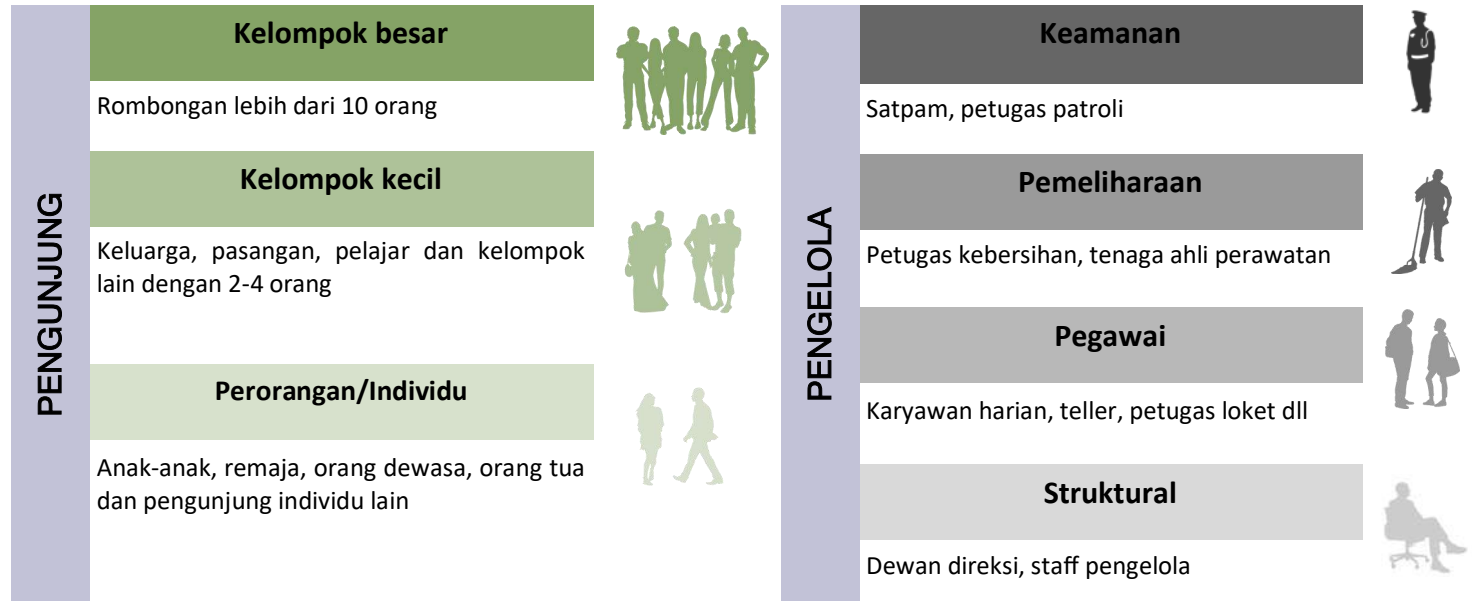 PENGUNJUNG
Kelompok besar
Rombongan lebih dari 10 orang
Kelompok kecil
Keluarga, pasangan, pelajar dan kelompok
lain dengan 2-4 orang
Perorangan/Individu
Anak-anak, remaja, orang dewasa, orang tua
dan pengunjung individu lain
PENGELOLA
Keamanan
Satpam, petugas patroli
Pemeliharaan
Petugas kebersihan, tenaga ahli perawatan
Pegawai
Karyawan harian, teller, petugas loket dll
Struktural
Dewan direksi, staff pengelola